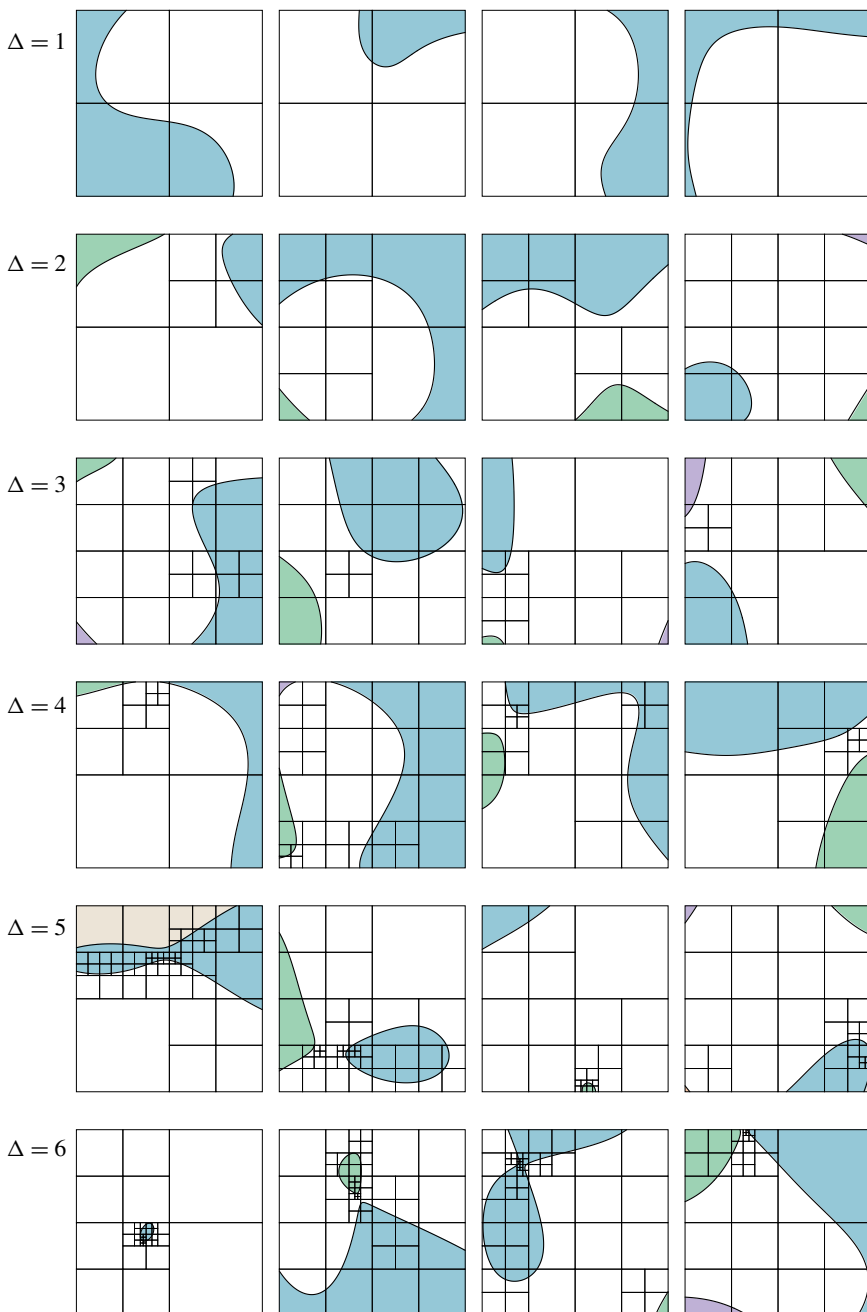 Δ = 1
Δ = 2
Δ = 3
Δ = 4
Δ = 5
Δ = 6